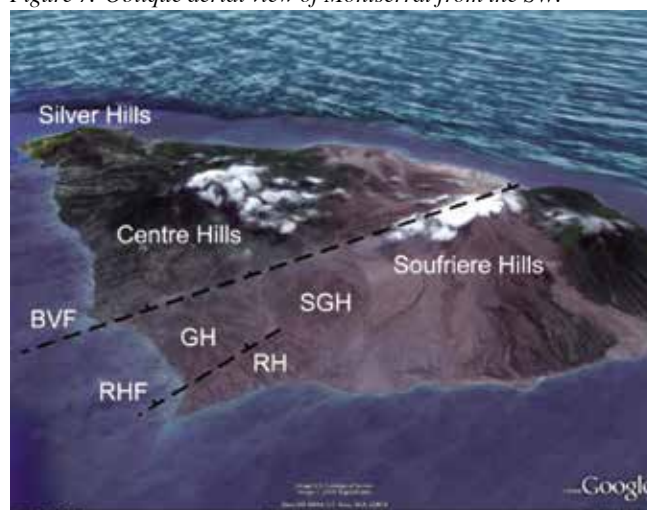 Figure 7. Oblique aerial view of Montserrat from the SW.
Silver Hills
Centre Hills
Soufriere Hills
BVF
SGH
GH
RH
RHF
Google